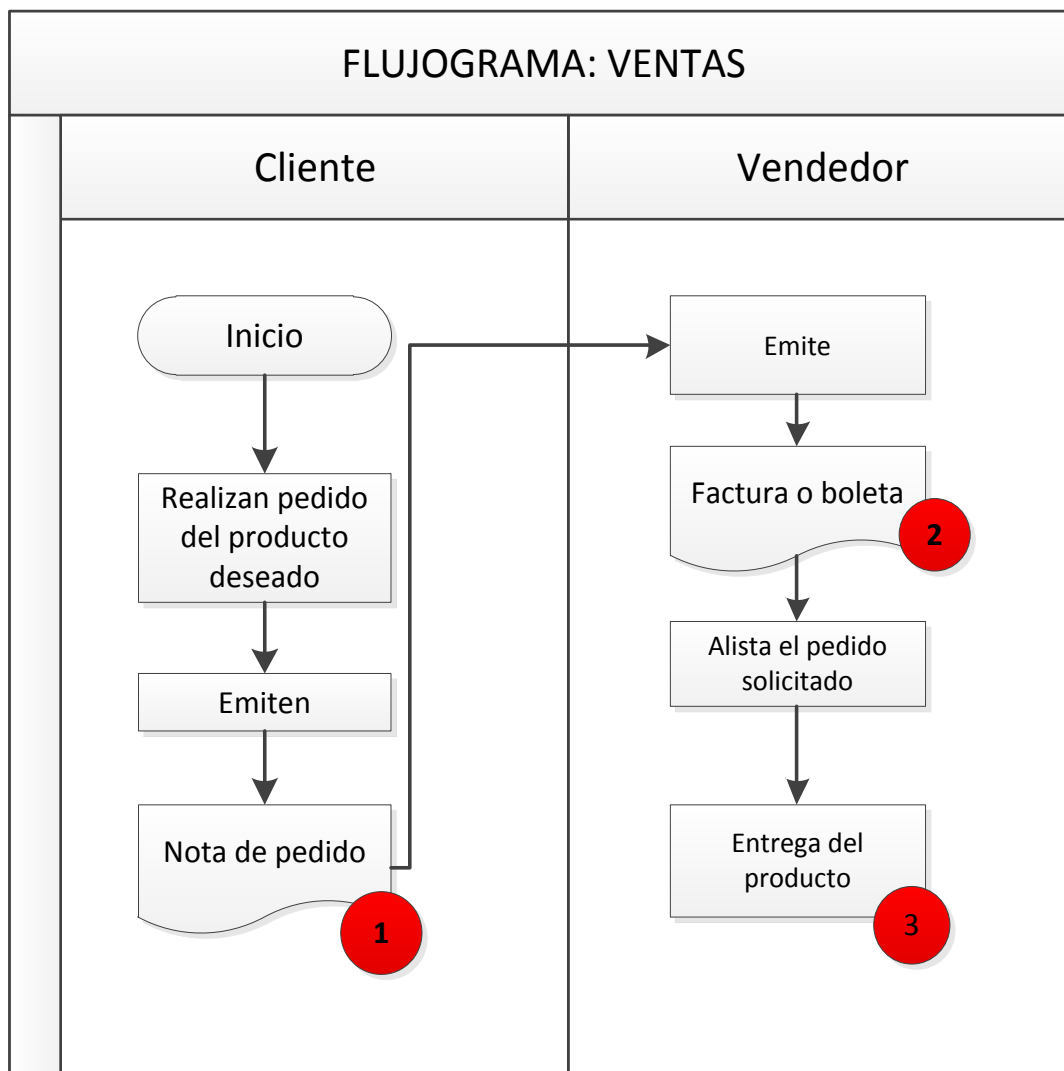 FLUJOGRAMA: VENTAS
Cliente
Vendedor
Inicio
Realizan pedido
del producto
deseado
Emiten
Nota de pedido
1
Emite
Factura o boleta
2
Alista el pedido
solicitado
Entrega del
producto
3